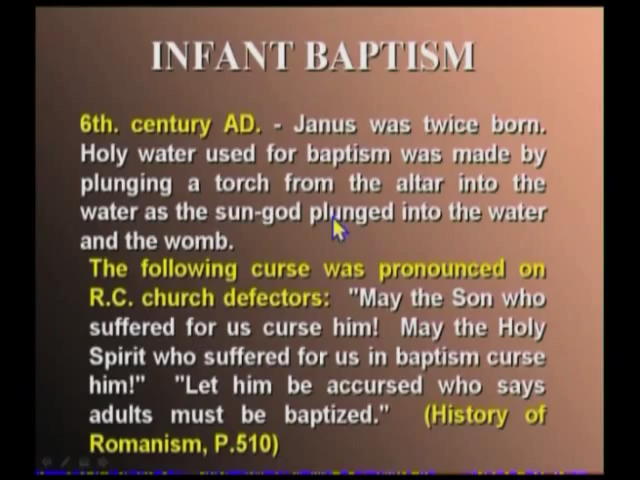 INFANT BAPTISM
6th. century AD. - Janus was twice born.
Holy water used for baptism was made by
plunging a torch from the altar into the
water as the sun-god plunged into the water
and the womb.
The following curse was pronounced on
R.C. church defectors: "May the Son who
suffered for us curse him! May the Holy
Spirit who suffered for us in baptism curse
him!" "Let him be accursed who says
adults must be baptized." (History of
Romanism, P.510)